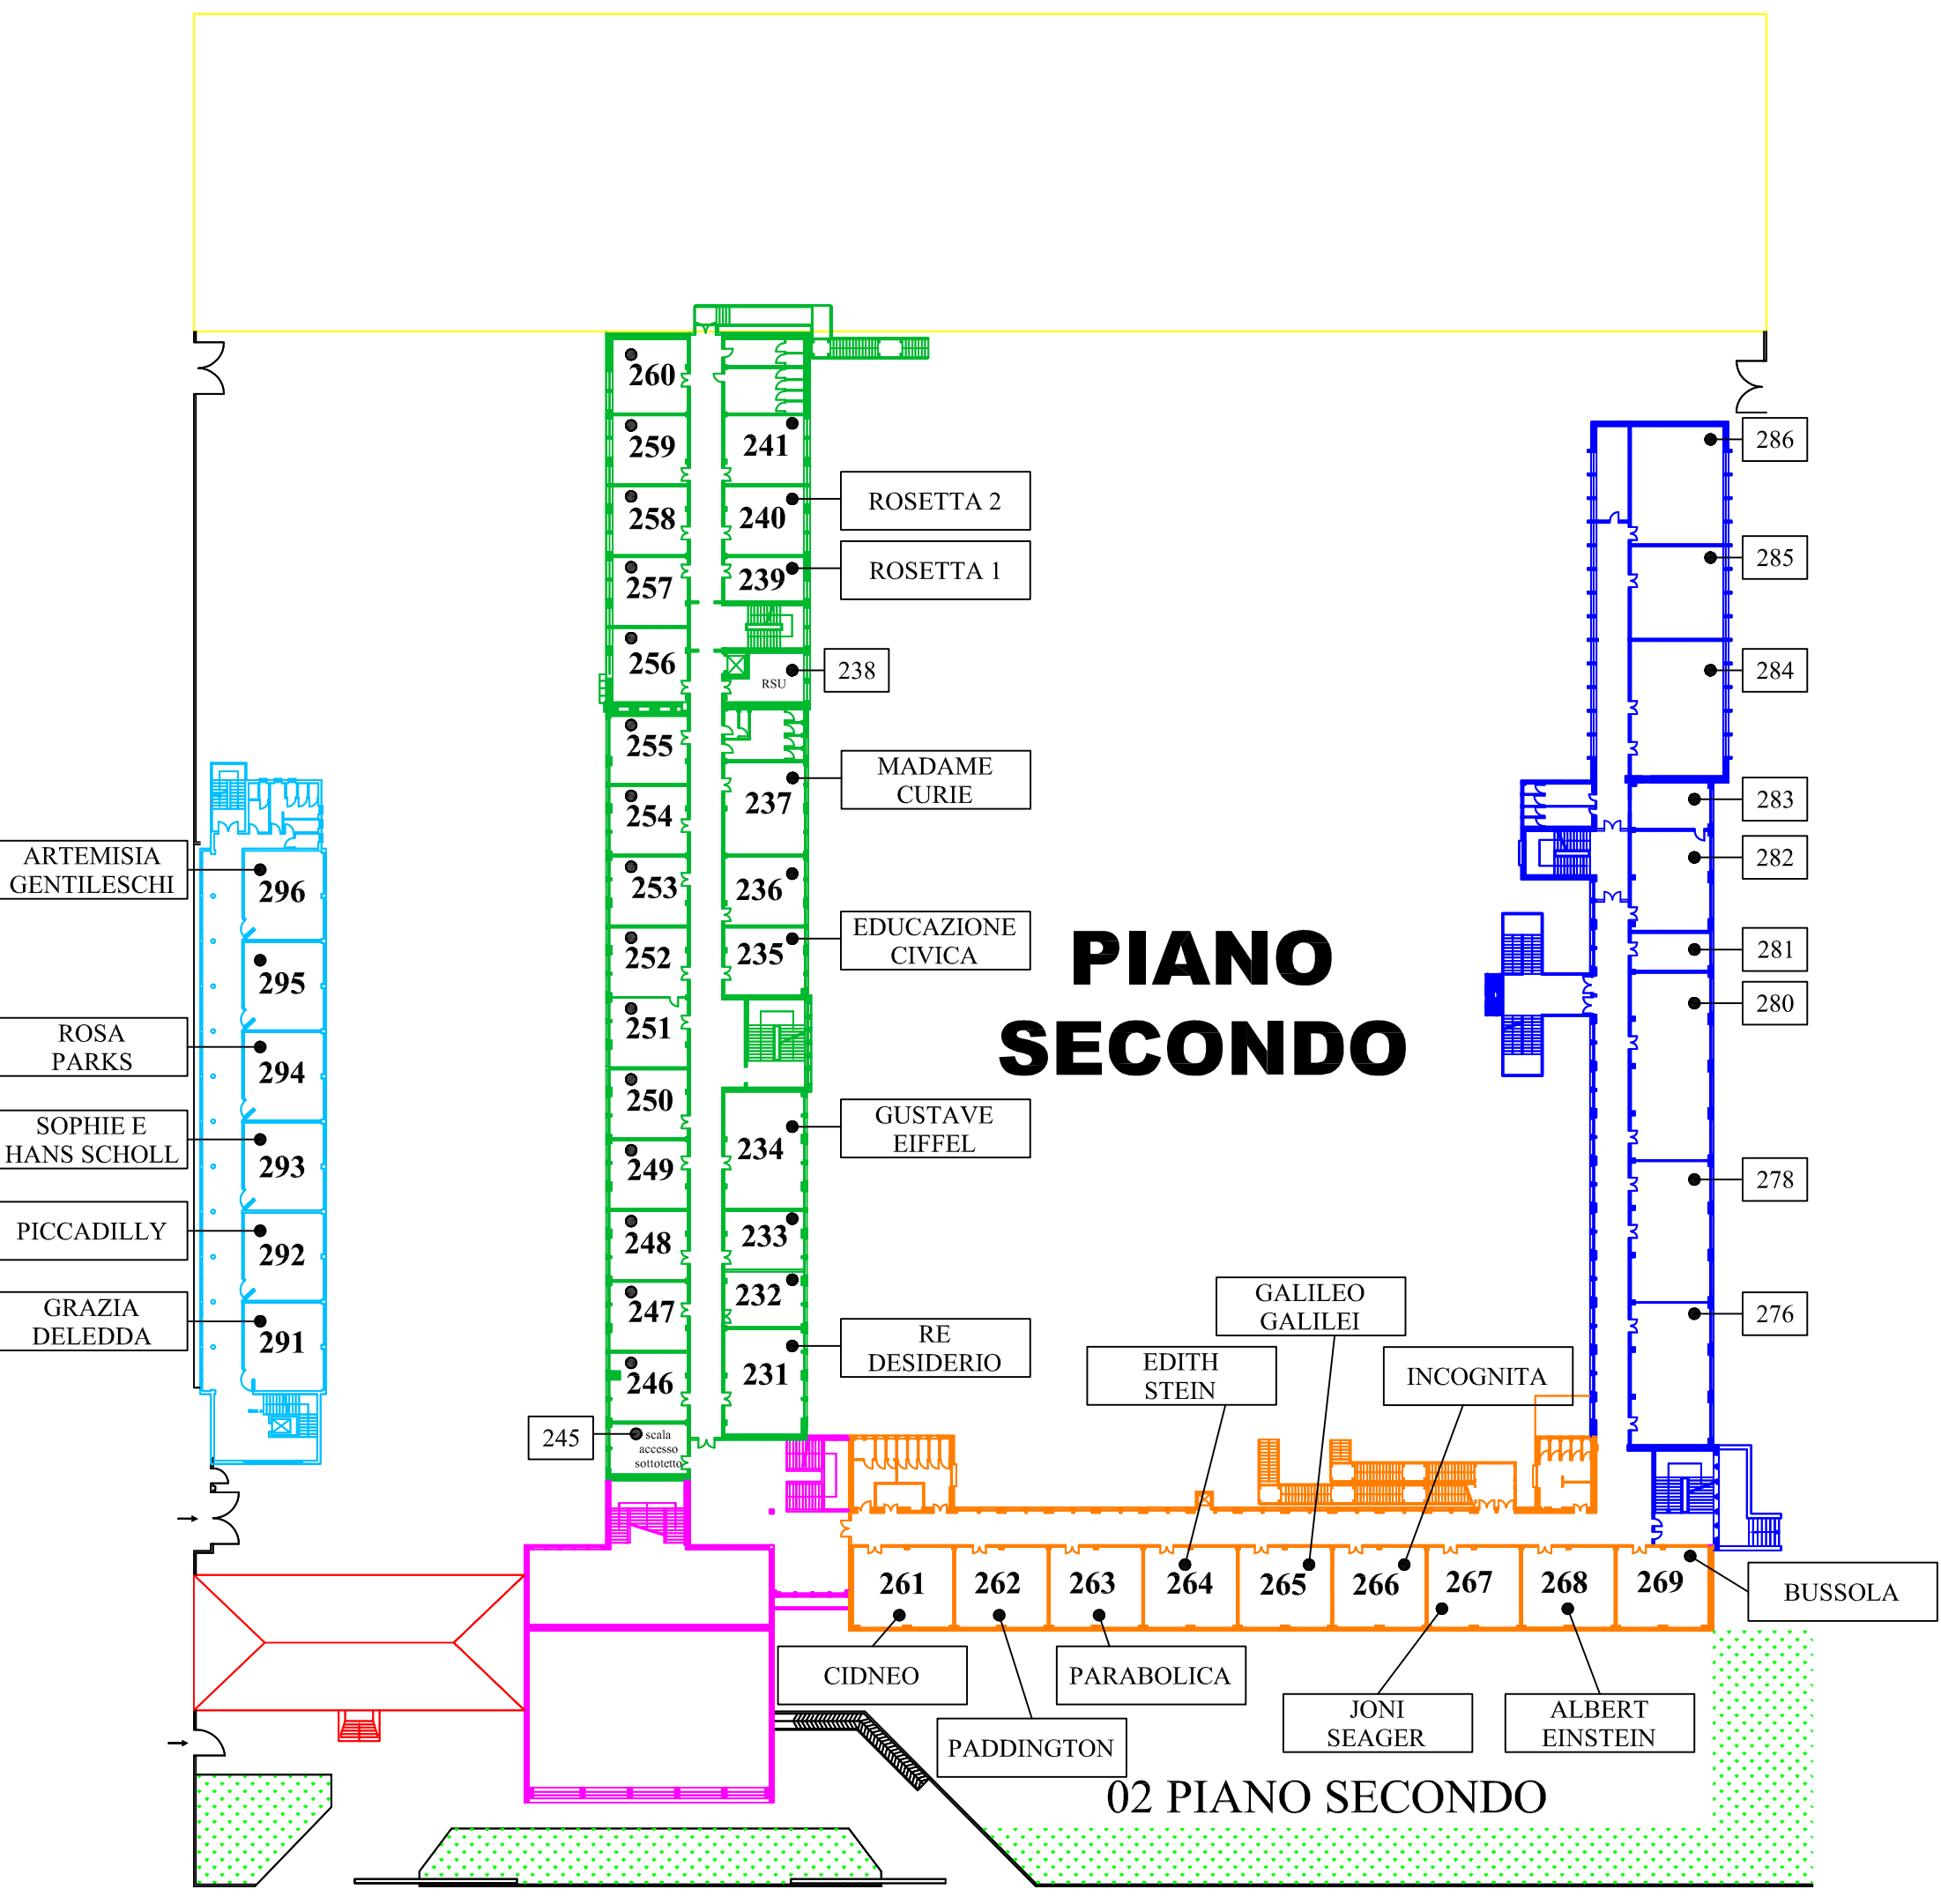 260
259
258
257
256
255
254
253
252
251
250
249
248
247
246
245
scala
accesso
sottotetto
241
240
ROSETTA 2
239
ROSETTA 1
RSU
238
237
MADAME
CURIE
236
235
EDUCAZIONE
CIVICA
234
GUSTAVE
EIFFEL
233
232
231
RE
DESIDERIO
ARTEMISIA
GENTILESCHI
296
295
ROSA
PARKS
294
SOPHIE E
HANS SCHOLL
293
PICCADILLY
292
GRAZIA
DELEDDA
291
PIANO
SECONDO
286
285
284
283
282
281
280
278
276
GALILEO
GALILEI
EDITH
STEIN
INCOGNITA
261
262
263
264
265
266
267
268
269
BUSSOLA
CIDNEO
PARABOLICA
PADDINGTON
JONI
SEAGER
ALBERT
EINSTEIN
02 PIANO SECONDO